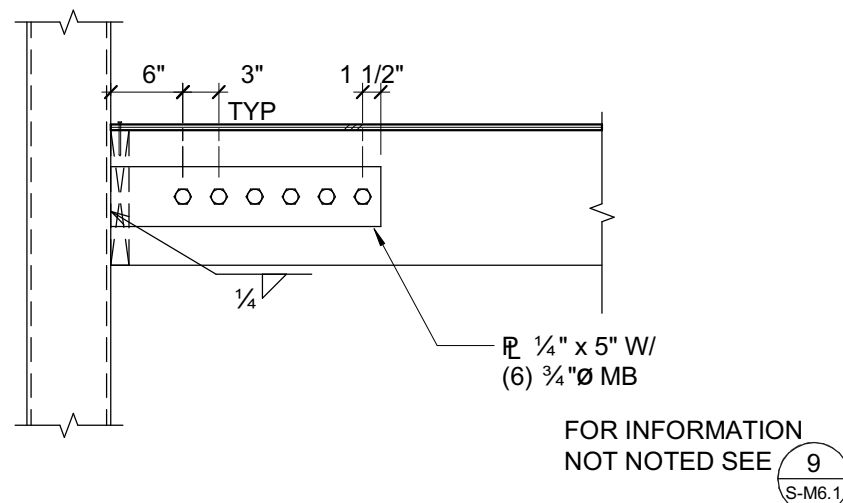 6" 3" 1 1/2"
TYP
¼
℄ ¼" x 5" W/
(6) ¾"Ø MB
FOR INFORMATION
NOT NOTED SEE
9
S-M6.1